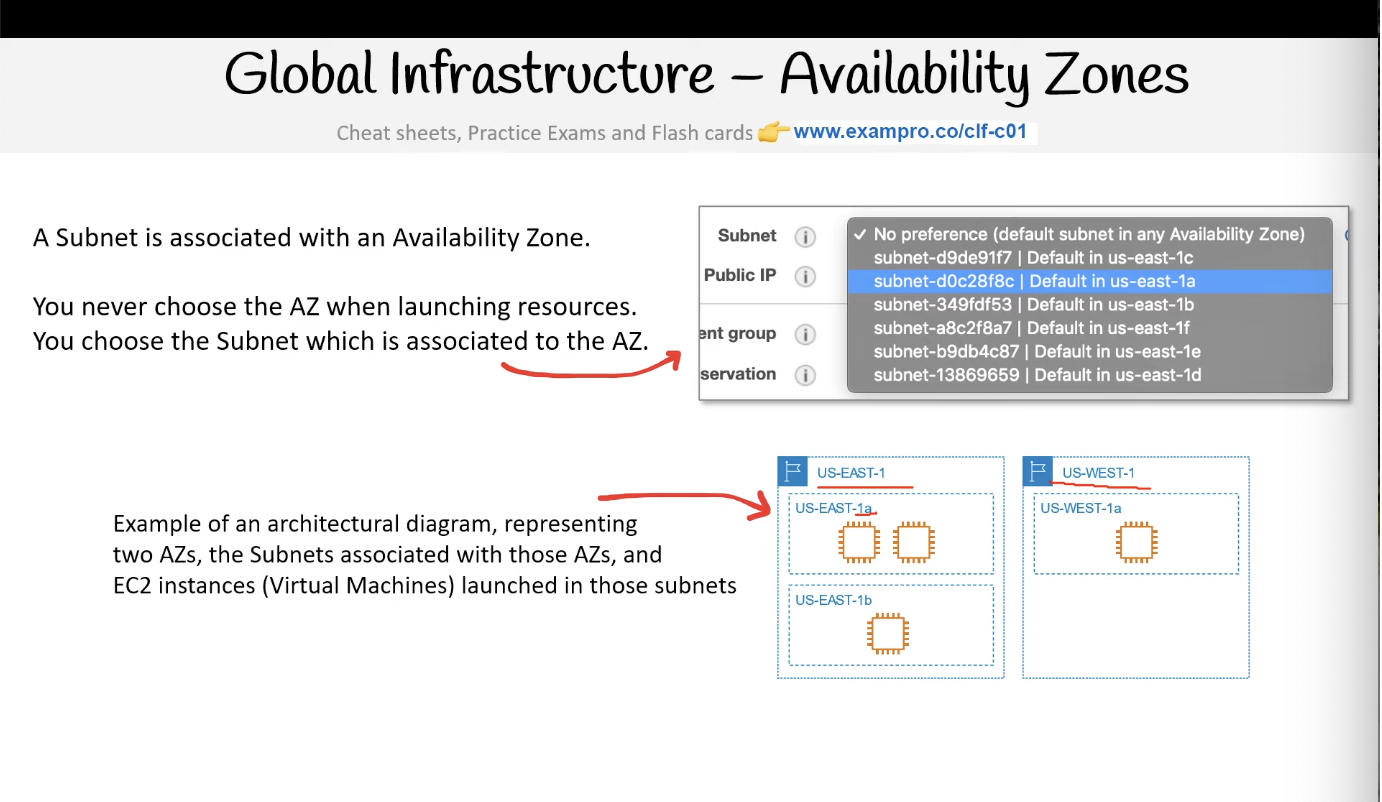 Global Infrastructure – Availability Zones
Cheat sheets, Practice Exams and Flash cards 👉 www.exampro.co/clf-c01
A Subnet is associated with an Availability Zone.
You never choose the AZ when launching resources.
You choose the Subnet which is associated to the AZ.
Subnet
Public IP
ent group
servation
✓ No preference (default subnet in any Availability Zone)
subnet-d9de91f7 | Default in us-east-1c
subnet-d0c28f8c | Default in us-east-1a
subnet-349fdf53 | Default in us-east-1b
subnet-a8c2f8a7 | Default in us-east-1f
subnet-b9db4c87 | Default in us-east-1e
subnet-13869659 | Default in us-east-1d
Example of an architectural diagram, representing
two AZs, the Subnets associated with those AZs, and
EC2 instances (Virtual Machines) launched in those subnets
US-EAST-1
US-EAST-1a
US-EAST-1b
US-WEST-1
US-WEST-1a